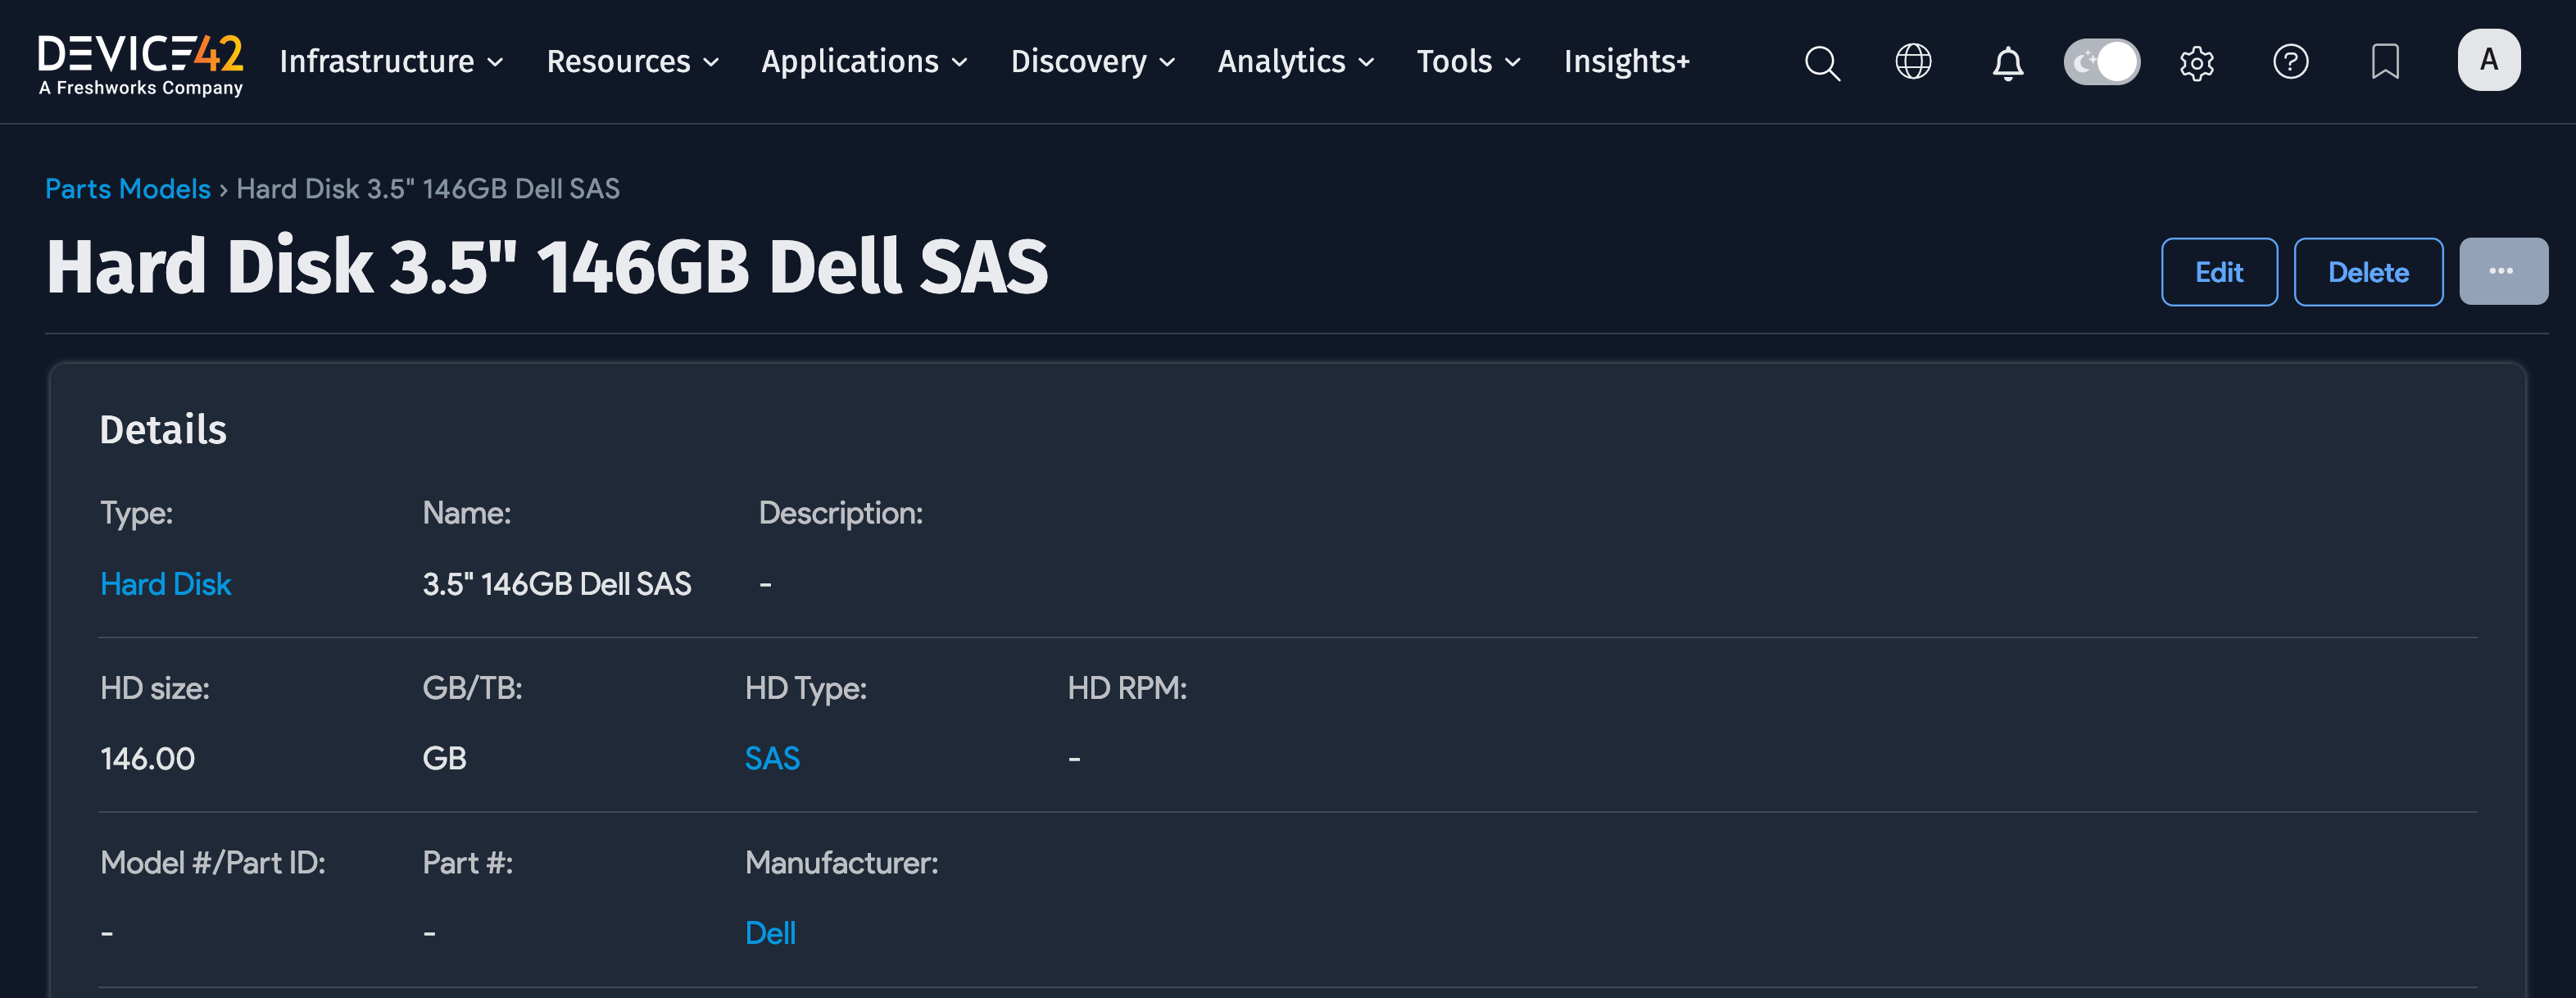 DEVICE42
A Freshworks Company
Infrastructure Resources Applications Discovery Analytics Tools Insights+ A
Parts Models › Hard Disk 3.5" 146GB Dell SAS
Hard Disk 3.5" 146GB Dell SAS
Edit Delete ...
Details
Type: Name: Description:
Hard Disk 3.5" 146GB Dell SAS -
HD size: GB/TB: HD Type: HD RPM:
146.00 GB SAS -
Model #/Part ID: Part #: Manufacturer:
- - Dell